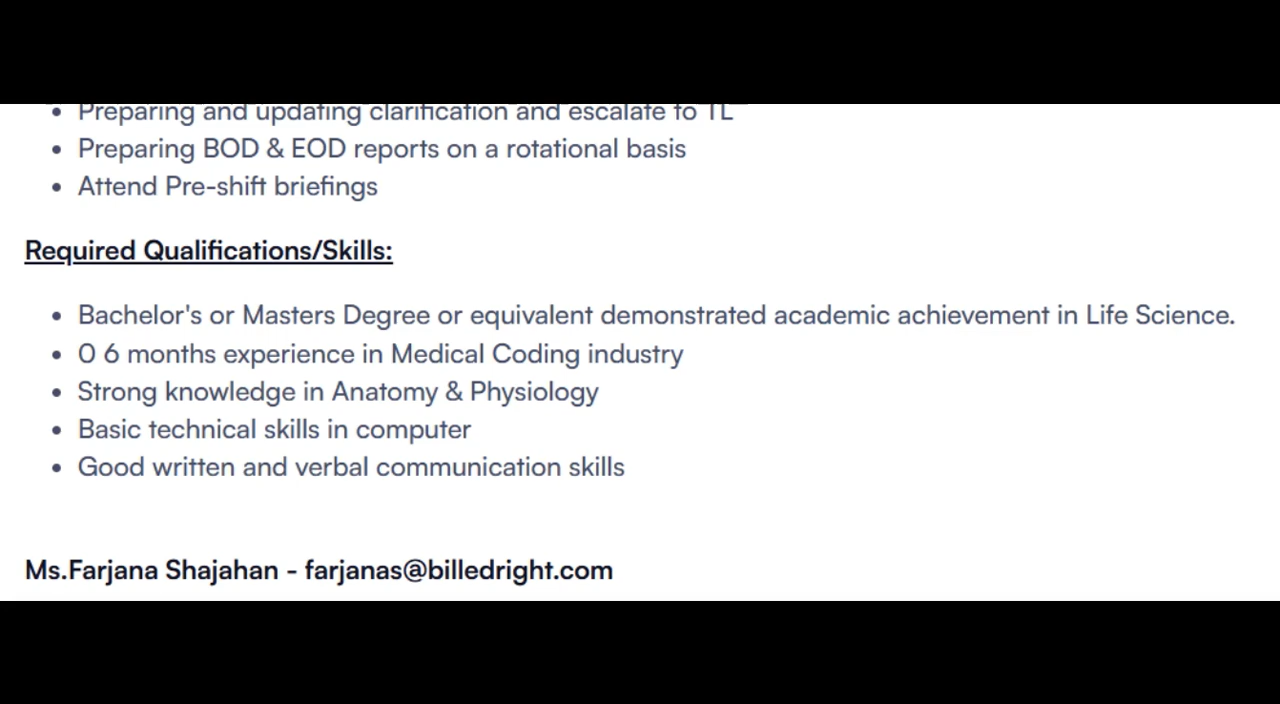 Preparing and updating clarification and escalate to TL
Preparing BOD & EOD reports on a rotational basis
Attend Pre-shift briefings
Required Qualifications/Skills:
Bachelor's or Masters Degree or equivalent demonstrated academic achievement in Life Science.
0 6 months experience in Medical Coding industry
Strong knowledge in Anatomy & Physiology
Basic technical skills in computer
Good written and verbal communication skills
Ms.Farjana Shajahan - farjanas@billedright.com